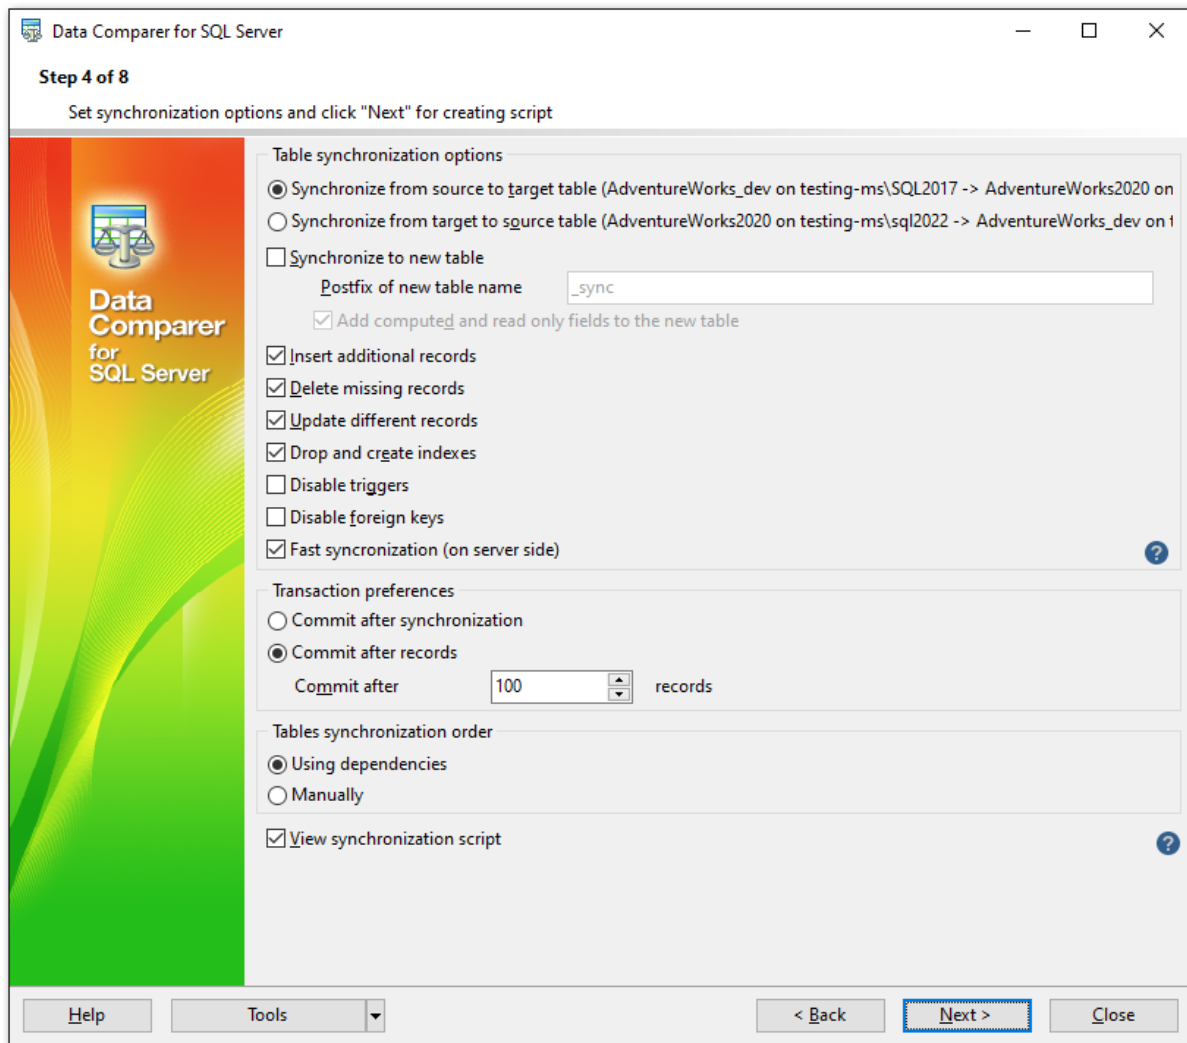 Data Comparer for SQL Server
Step 4 of 8
Set synchronization options and click "Next" for creating script
Data
Comparer
for
SQL Server
Table synchronization options
Synchronize from source to target table (AdventureWorks_dev on testing-ms\SQL2017 -> AdventureWorks2020 on
Synchronize from target to source table (AdventureWorks2020 on testing-ms\sql2022 -> AdventureWorks_dev on t
Synchronize to new table
Postfix of new table name
_sync
Add computed and read only fields to the new table
Insert additional records
Delete missing records
Update different records
Drop and create indexes
Disable triggers
Disable foreign keys
Fast syncronization (on server side)
?
Transaction preferences
Commit after synchronization
Commit after records
Commit after 100 records
Tables synchronization order
Using dependencies
Manually
View synchronization script
?
Help Tools < Back Next > Close